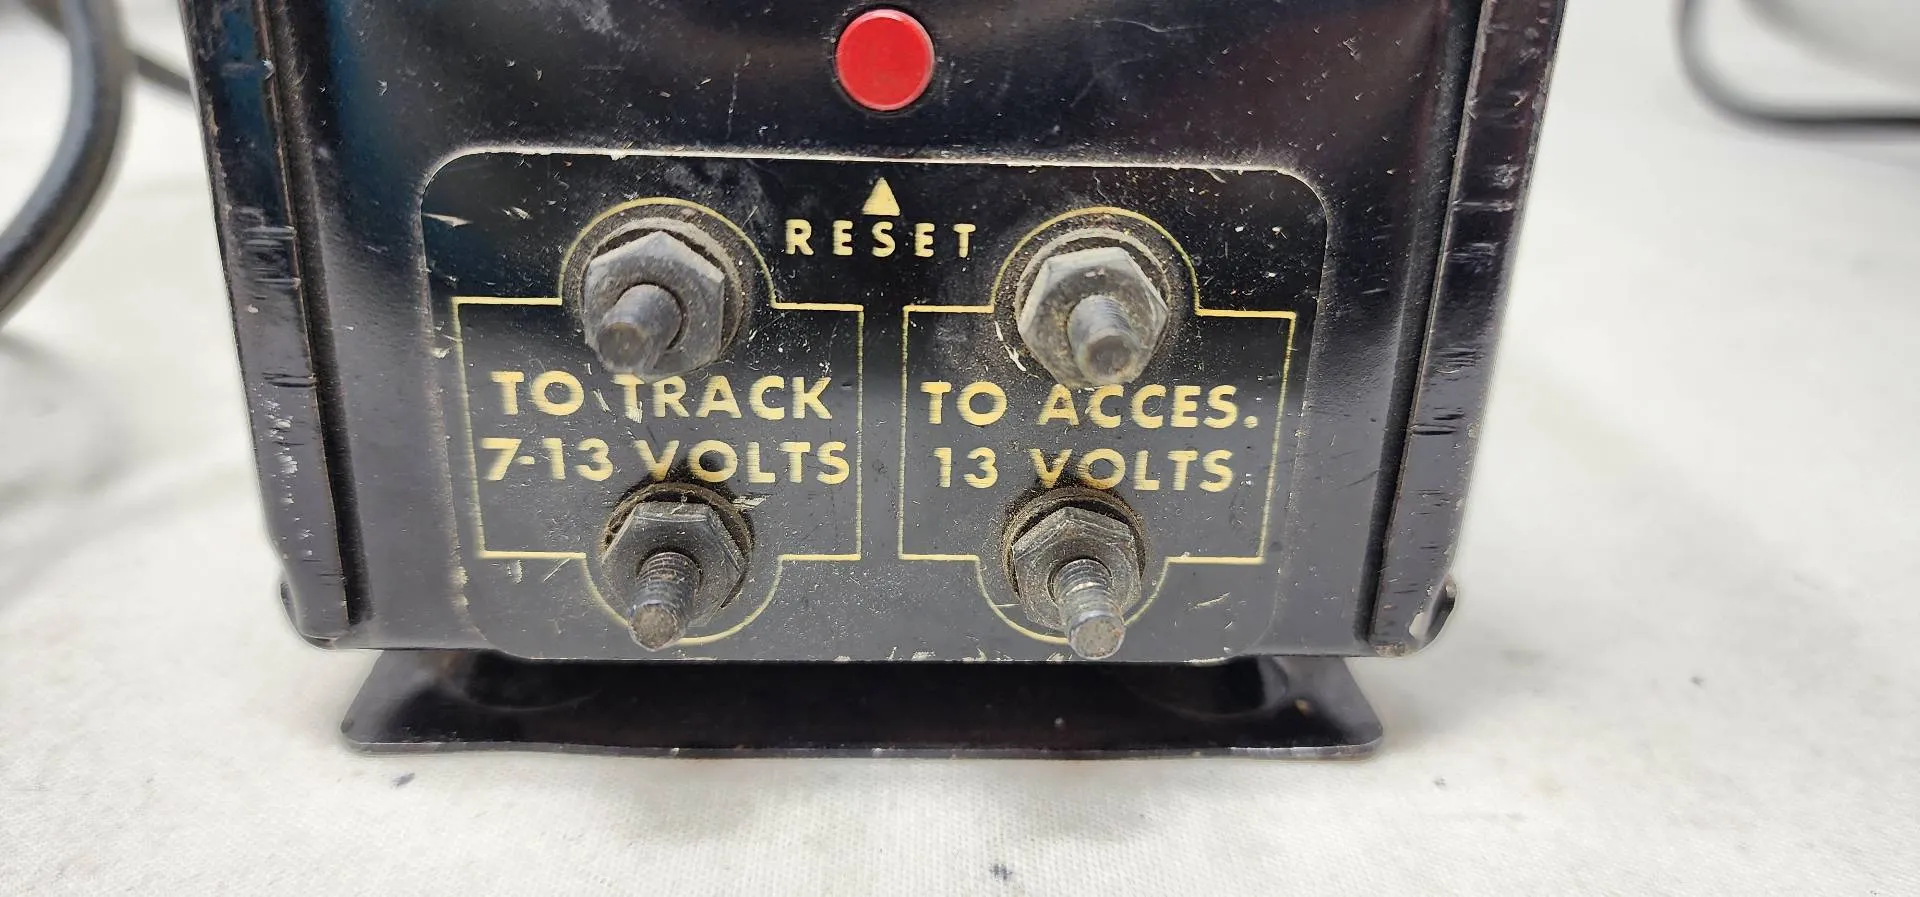 RESET
TO TRACK
7-13 VOLTS
TO ACCES.
13 VOLTS